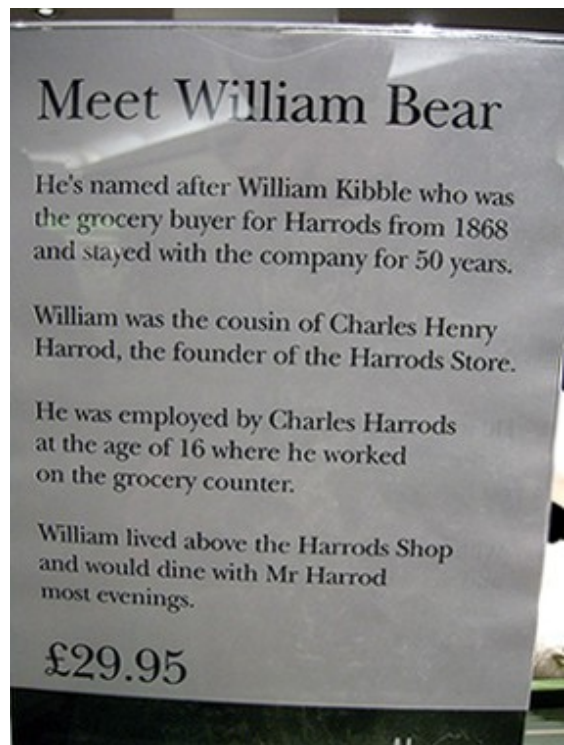 Meet William Bear
He's named after William Kibble who was
the grocery buyer for Harrods from 1868
and stayed with the company for 50 years.
William was the cousin of Charles Henry
Harrod, the founder of the Harrods Store.
He was employed by Charles Harrods
at the age of 16 where he worked
on the grocery counter.
William lived above the Harrods Shop
and would dine with Mr Harrod
most evenings.
£29.95